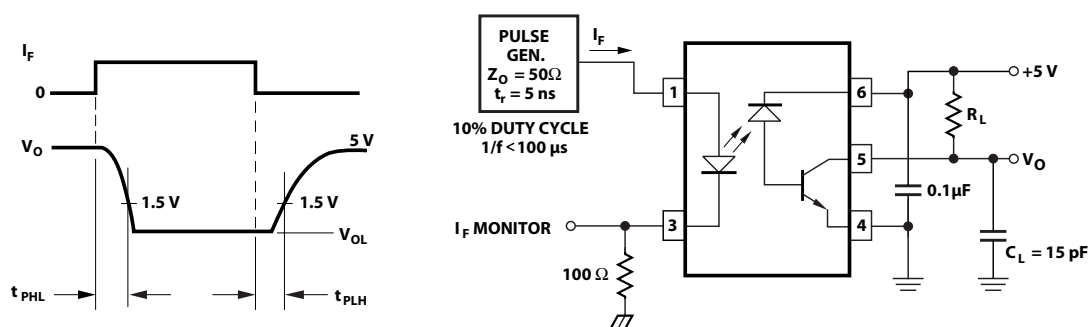 I_F
0
V_O
5 V
1.5 V
1.5 V
V_OL
t_PHL
t_PLH
PULSE
GEN.
Z_O = 50Ω
t_r = 5 ns
I_F
10% DUTY CYCLE
1/f < 100 µs
I_F MONITOR
100 Ω
1
3
6
5
4
+5 V
R_L
V_O
0.1µF
C_L = 15 pF